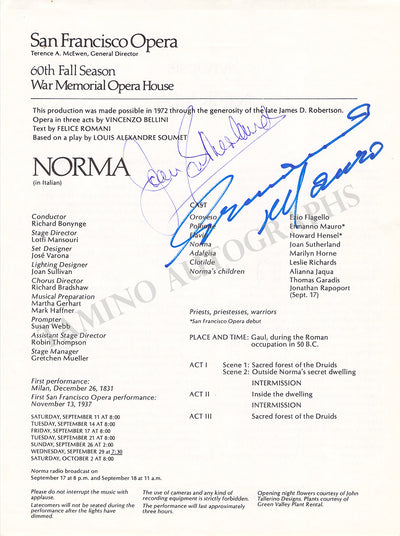 San Francisco Opera
Terence A. McEwen, General Director
60th Fall Season
War Memorial Opera House
This production was made possible in 1972 through the generosity of the late James D. Robertson.
Opera in three acts by VINCENZO BELLINI
Text by FELICE ROMANI
Based on a play by LOUIS ALEXANDRE SOUMET
Joan Sutherland
Ermanno Mauro
NORMA
(in Italian)
Conductor
Richard Bonynge
Stage Director
Lotfi Mansouri
Set Designer
José Varona
Lighting Designer
Joan Sullivan
Chorus Director
Richard Bradshaw
Musical Preparation
Martha Gerhart
Mark Haffner
Prompter
Susan Webb
Assistant Stage Director
Robin Thompson
Stage Manager
Gretchen Mueller
First performance:
Milan, December 26, 1831
First San Francisco Opera performance:
November 13, 1937
SATURDAY, SEPTEMBER 11 AT 8:00
TUESDAY, SEPTEMBER 14 AT 8:00
FRIDAY, SEPTEMBER 17 AT 8:00
TUESDAY, SEPTEMBER 21 AT 8:00
SUNDAY, SEPTEMBER 26 AT 2:00
WEDNESDAY, SEPTEMBER 29 at 7:30
SATURDAY, OCTOBER 2 AT 8:00
Norma radio broadcast on
September 17 at 8 p.m. and September 18 at 11 a.m.
CAST
Oroveso Ezio Flagello
Pollione Ermanno Mauro*
Flavio Howard Hensel*
Norma Joan Sutherland
Adalgisa Marilyn Horne
Clotilde Leslie Richards
Norma's children Alianna Jaqua
Thomas Garadis
Jonathan Rapoport
(Sept. 17)
Priests, priestesses, warriors
*San Francisco Opera debut
PLACE AND TIME: Gaul, during the Roman
occupation in 50 B.C.
ACT I Scene 1: Sacred forest of the Druids
Scene 2: Outside Norma's secret dwelling
INTERMISSION
ACT II Inside the dwelling
INTERMISSION
ACT III Sacred forest of the Druids
Please do not interrupt the music with
applause.
Latecomers will not be seated during the
performance after the lights have
dimmed.
The use of cameras and any kind of
recording equipment is strictly forbidden.
The performance will last approximately
three hours.
Opening night flowers courtesy of John
Tallerino Designs. Plants courtesy of
Green Valley Plant Rental.
TAMINO AUTOGRAPHS